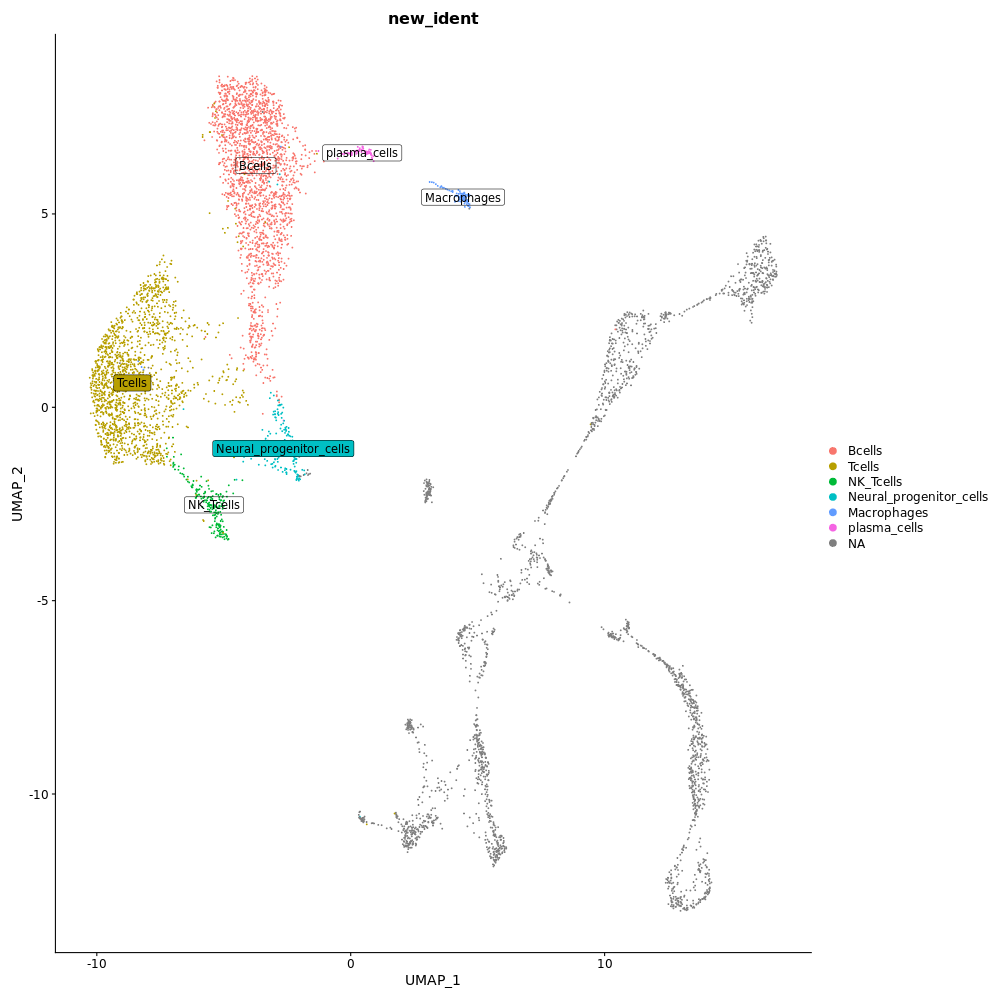 new_ident
plasma_cells
Bcells
Macrophages
5
Tcells
0
Neural_progenitor_cells
NK_Tcells
UMAP_2
Bcells
Tcells
NK_Tcells
Neural_progenitor_cells
Macrophages
plasma_cells
NA
-5
-10
-10 0 10
UMAP_1